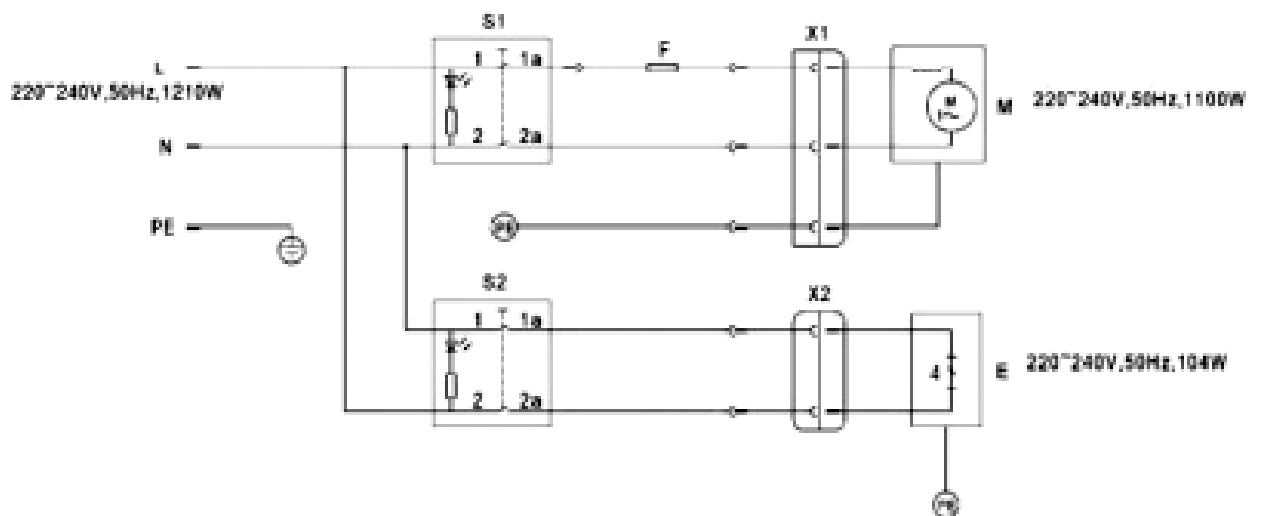 S1
X1
1
1a
F
L
220~240V,50Hz,1210W
M
M
220~240V,50Hz,1100W
2
2a
N
PE
PE
S2
X2
1
1a
4
E
220~240V,50Hz,104W
2
2a
PE